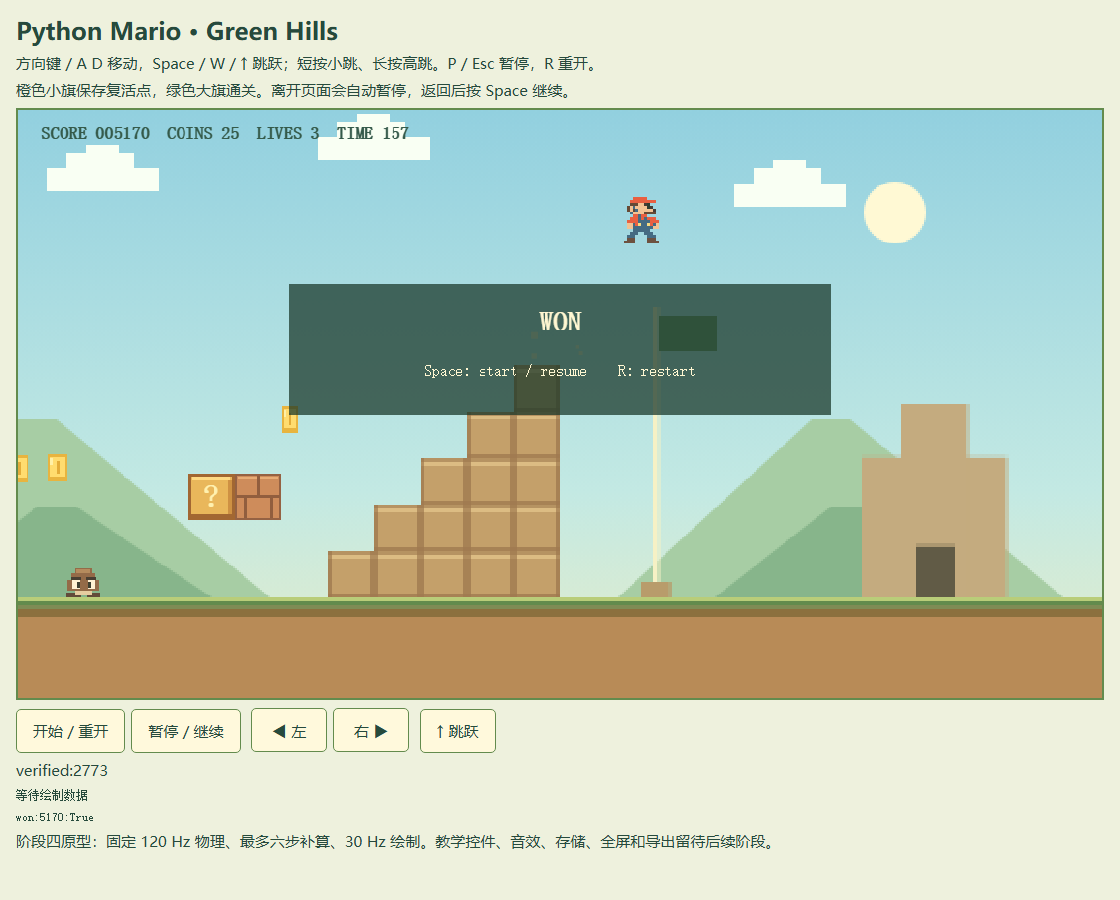 Python Mario • Green Hills
方向键 / A D 移动，Space / W / ↑ 跳跃；短按小跳、长按高跳。P / Esc 暂停，R 重开。
橙色小旗保存复活点，绿色大旗通关。离开页面会自动暂停，返回后按 Space 继续。
SCORE 005170 COINS 25 LIVES 3 TIME 157
WON
Space: start / resume R: restart
?
开始 / 重开 暂停 / 继续 ◀ 左 右 ▶ ↑ 跳跃
verified:2773
等待绘制数据
won:5170:True
阶段四原型：固定 120 Hz 物理、最多六步补算、30 Hz 绘制。教学控件、音效、存储、全屏和导出留待后续阶段。